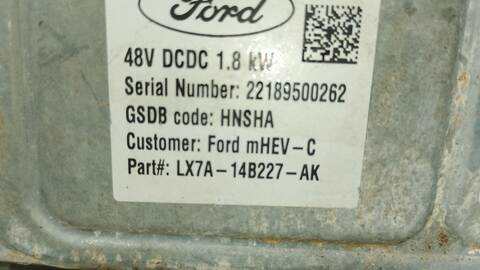 Ford
48V DCDC 1.8 kW
Serial Number: 22189500262
GSDB code: HNSHA
Customer: Ford mHEV-C
Part#: LX7A-14B227-AK